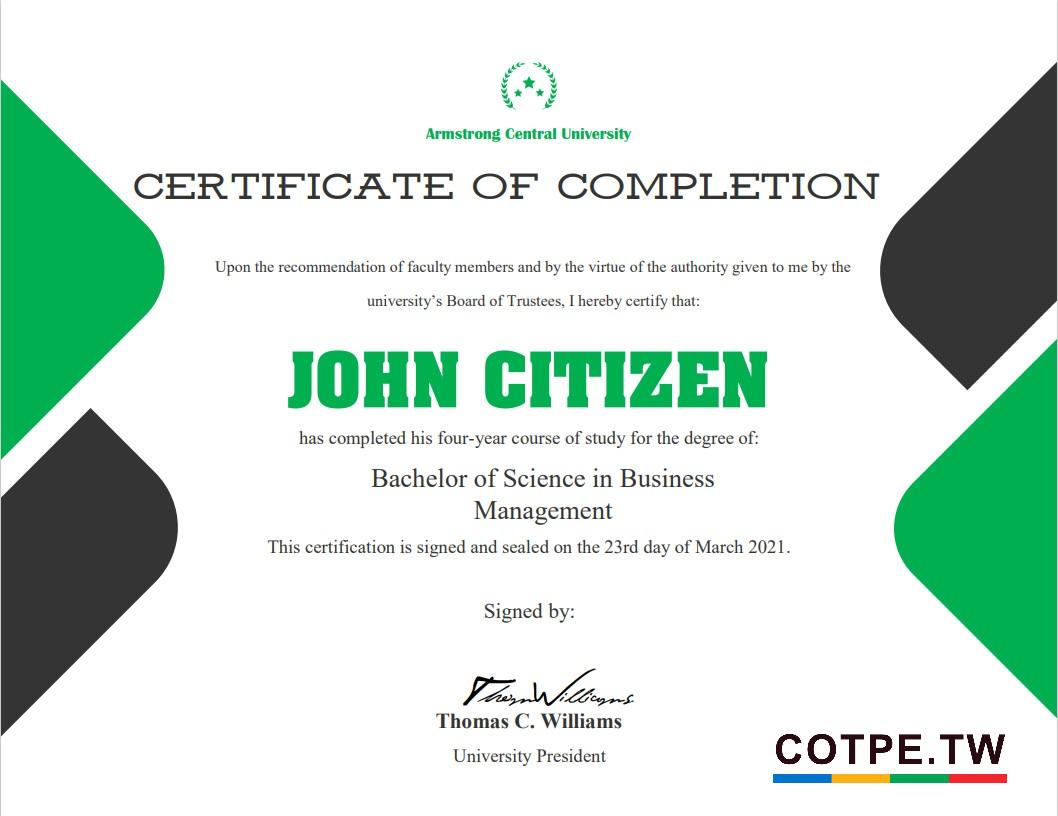 Armstrong Central University
CERTIFICATE OF COMPLETION
Upon the recommendation of faculty members and by the virtue of the authority given to me by the
university’s Board of Trustees, I hereby certify that:
JOHN CITIZEN
has completed his four-year course of study for the degree of:
Bachelor of Science in Business
Management
This certification is signed and sealed on the 23rd day of March 2021.
Signed by:
ThomWilliams
Thomas C. Williams
University President
COTPE.TW